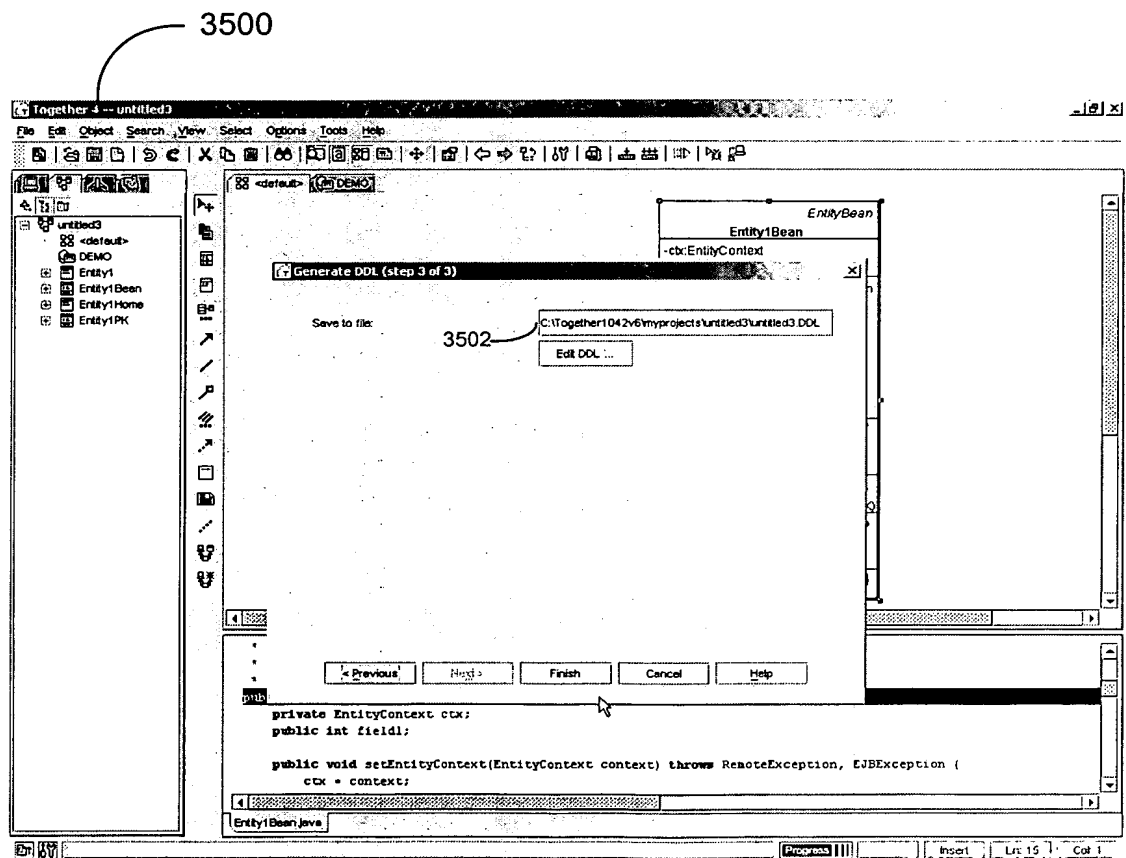 3500
Together 4 -- untitled3
File Edit Object Search View Select Options Tools Help
<default> DEMO
untitled3
<default>
DEMO
Entity1
Entity1Bean
Entity1Home
Entity1PK
EntityBean
Entity1Bean
-ctx:EntityContext
Generate DDL (step 3 of 3)
Save to file:
3502
C:\Together1042v6\myprojects\untitled3\untitled3.DDL
Edit DDL ...
< Previous Next > Finish Cancel Help
pub
private EntityContext ctx;
public int field1;
public void setEntityContext(EntityContext context) throws RemoteException, EJBException {
ctx = context;
Entity1Bean.java
Progress Insert Ln: 15 Col: 1